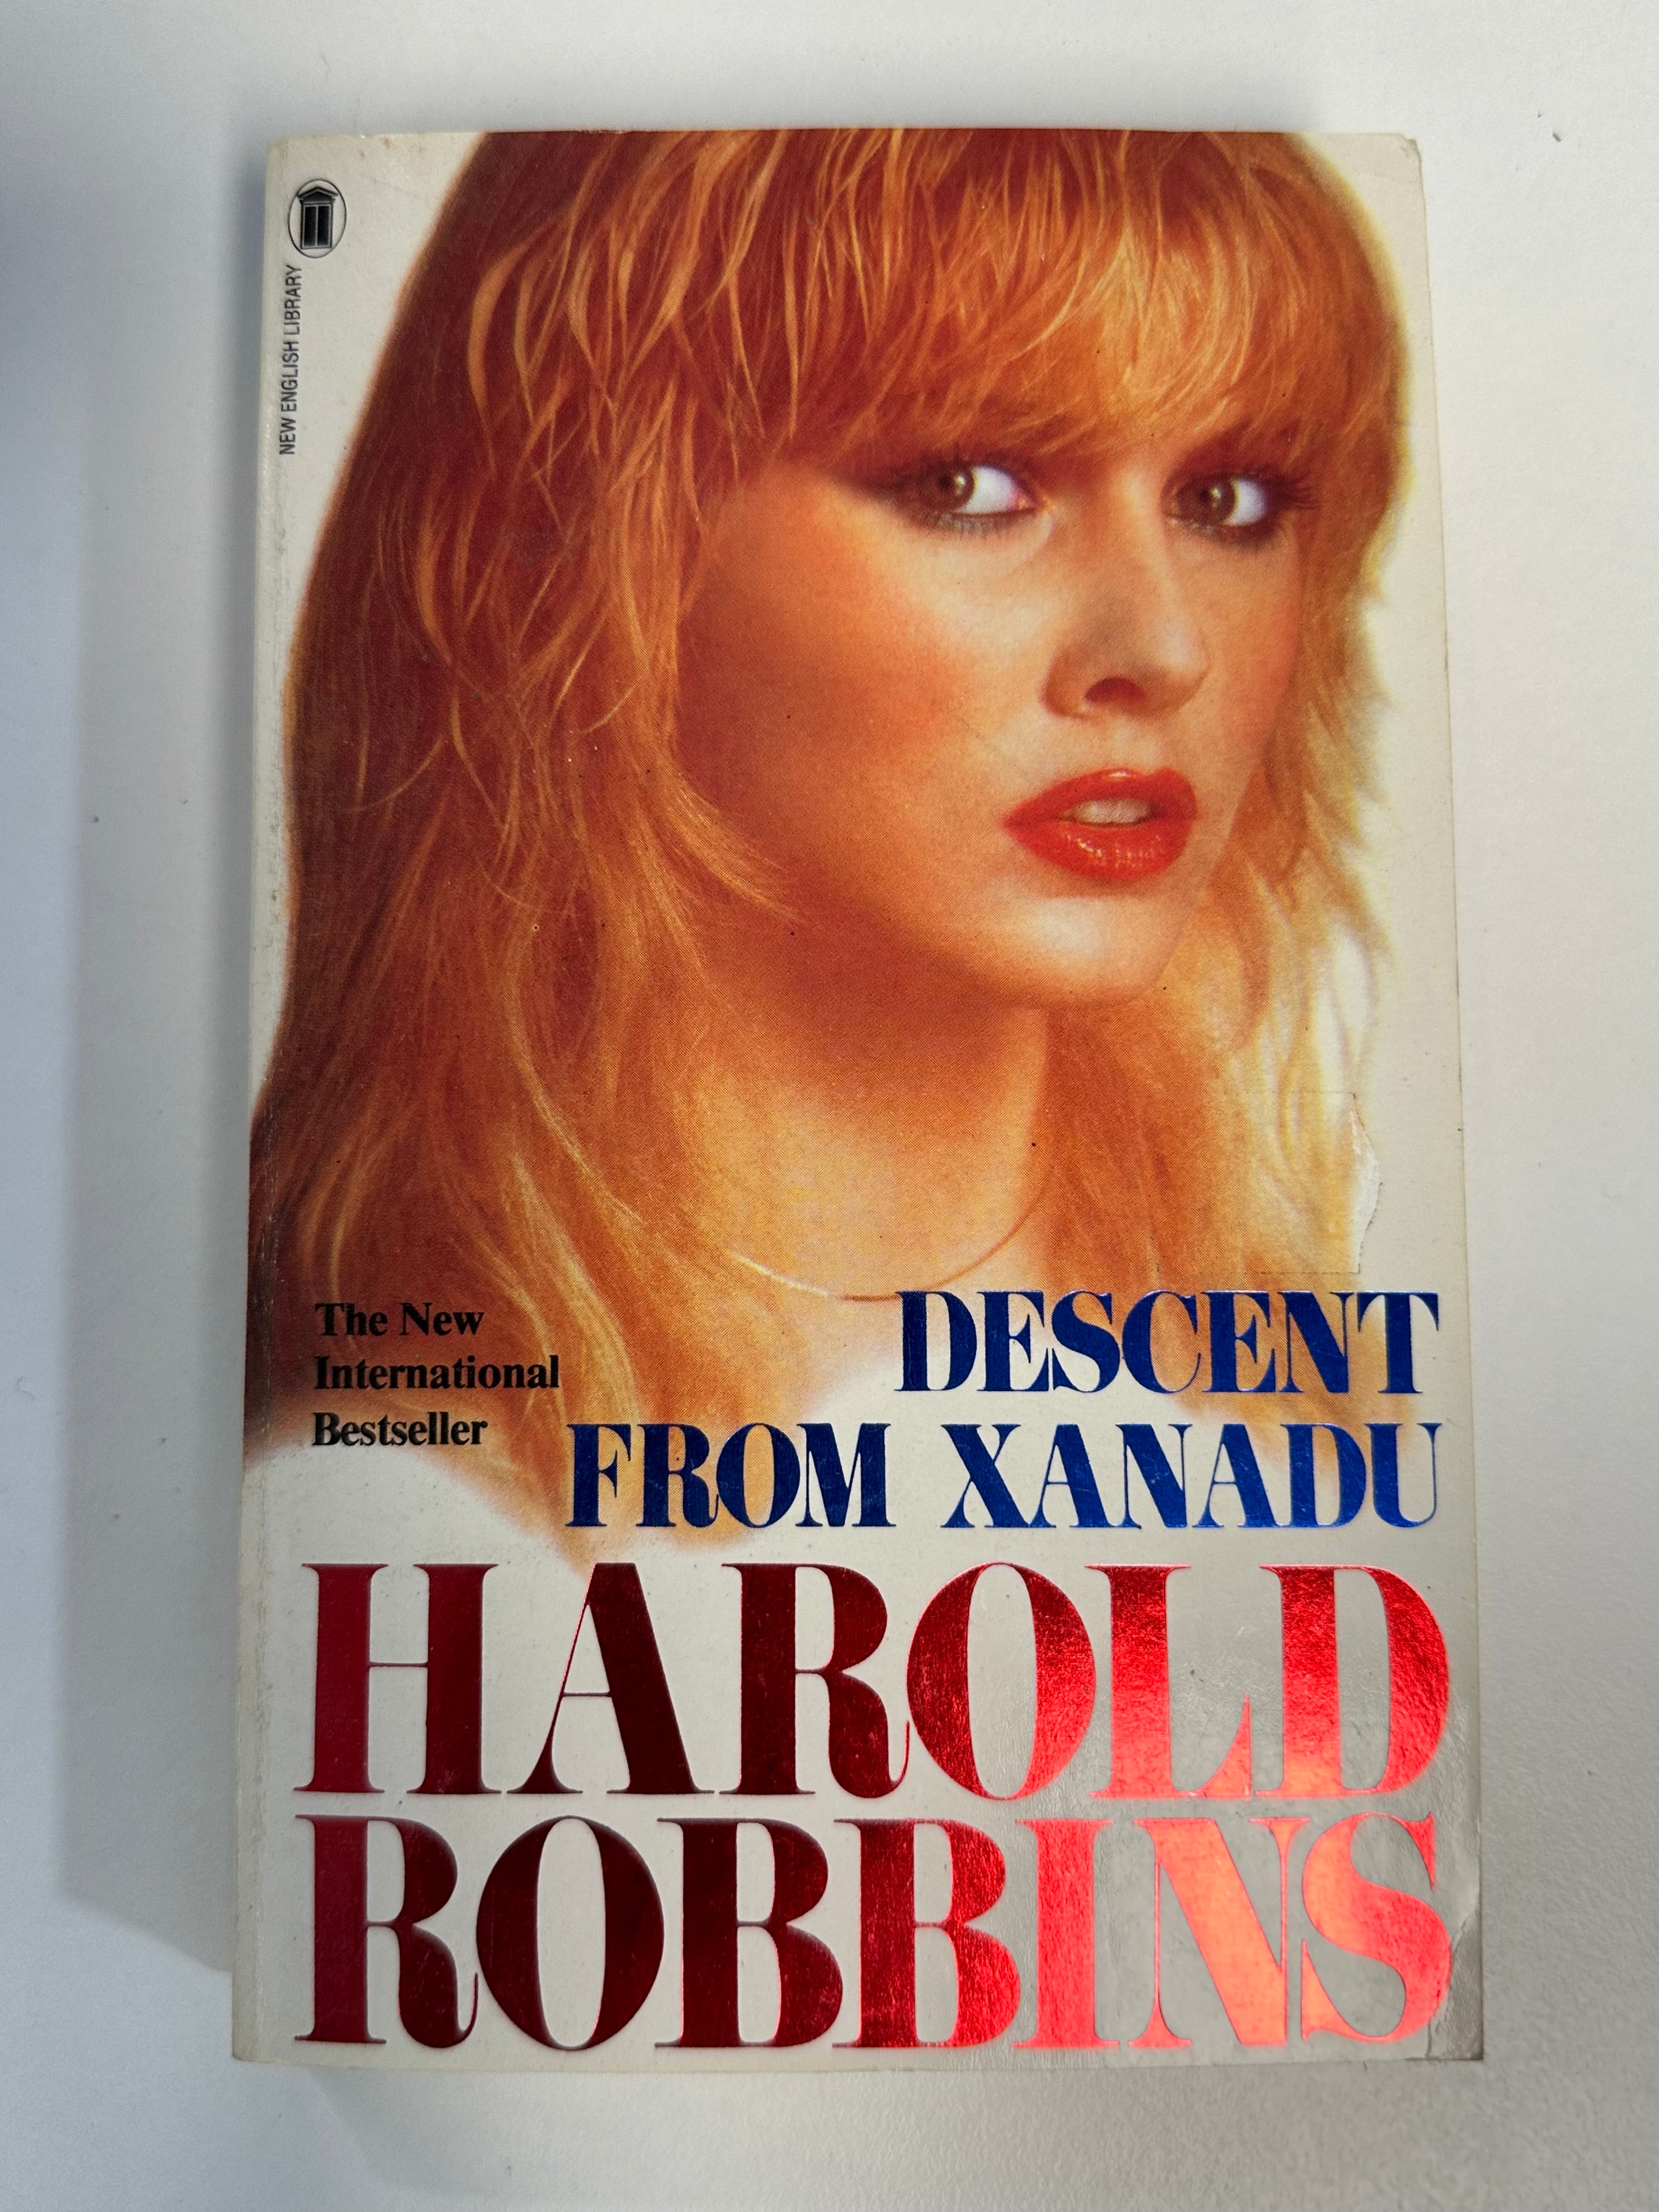 NEW ENGLISH LIBRARY
The New
International
Bestseller
DESCENT
FROM XANADU
HAROLD
ROBBINS